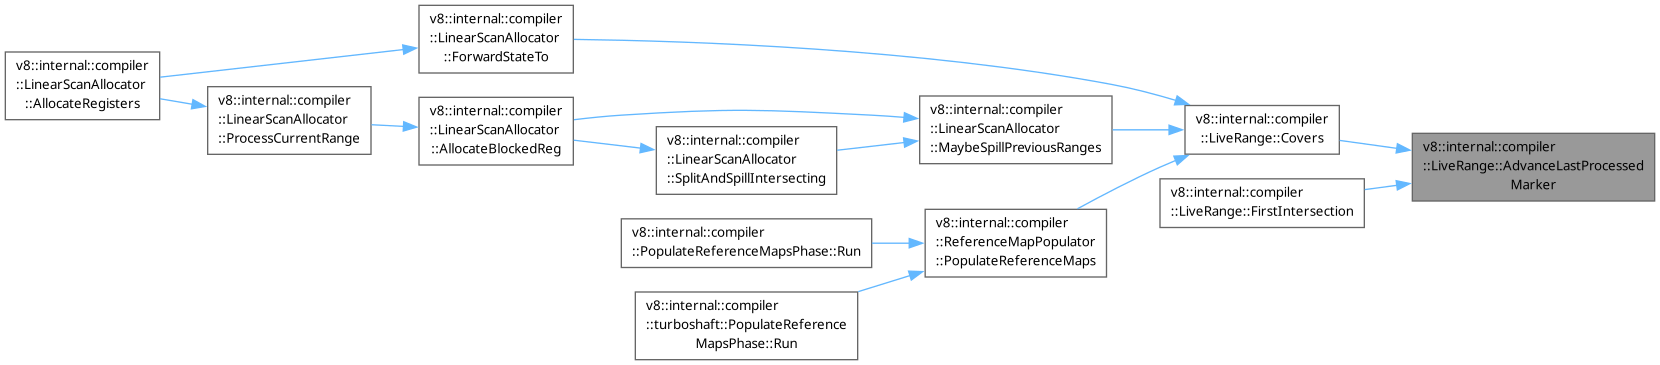 v8::internal::compiler
::LinearScanAllocator
::AllocateRegisters
v8::internal::compiler
::LinearScanAllocator
::ForwardStateTo
v8::internal::compiler
::LinearScanAllocator
::ProcessCurrentRange
v8::internal::compiler
::LinearScanAllocator
::AllocateBlockedReg
v8::internal::compiler
::LinearScanAllocator
::SplitAndSpillIntersecting
v8::internal::compiler
::LinearScanAllocator
::MaybeSpillPreviousRanges
v8::internal::compiler
::LiveRange::Covers
v8::internal::compiler
::LiveRange::AdvanceLastProcessed
Marker
v8::internal::compiler
::LiveRange::FirstIntersection
v8::internal::compiler
::ReferenceMapPopulator
::PopulateReferenceMaps
v8::internal::compiler
::PopulateReferenceMapsPhase::Run
v8::internal::compiler
::turboshaft::PopulateReference
MapsPhase::Run